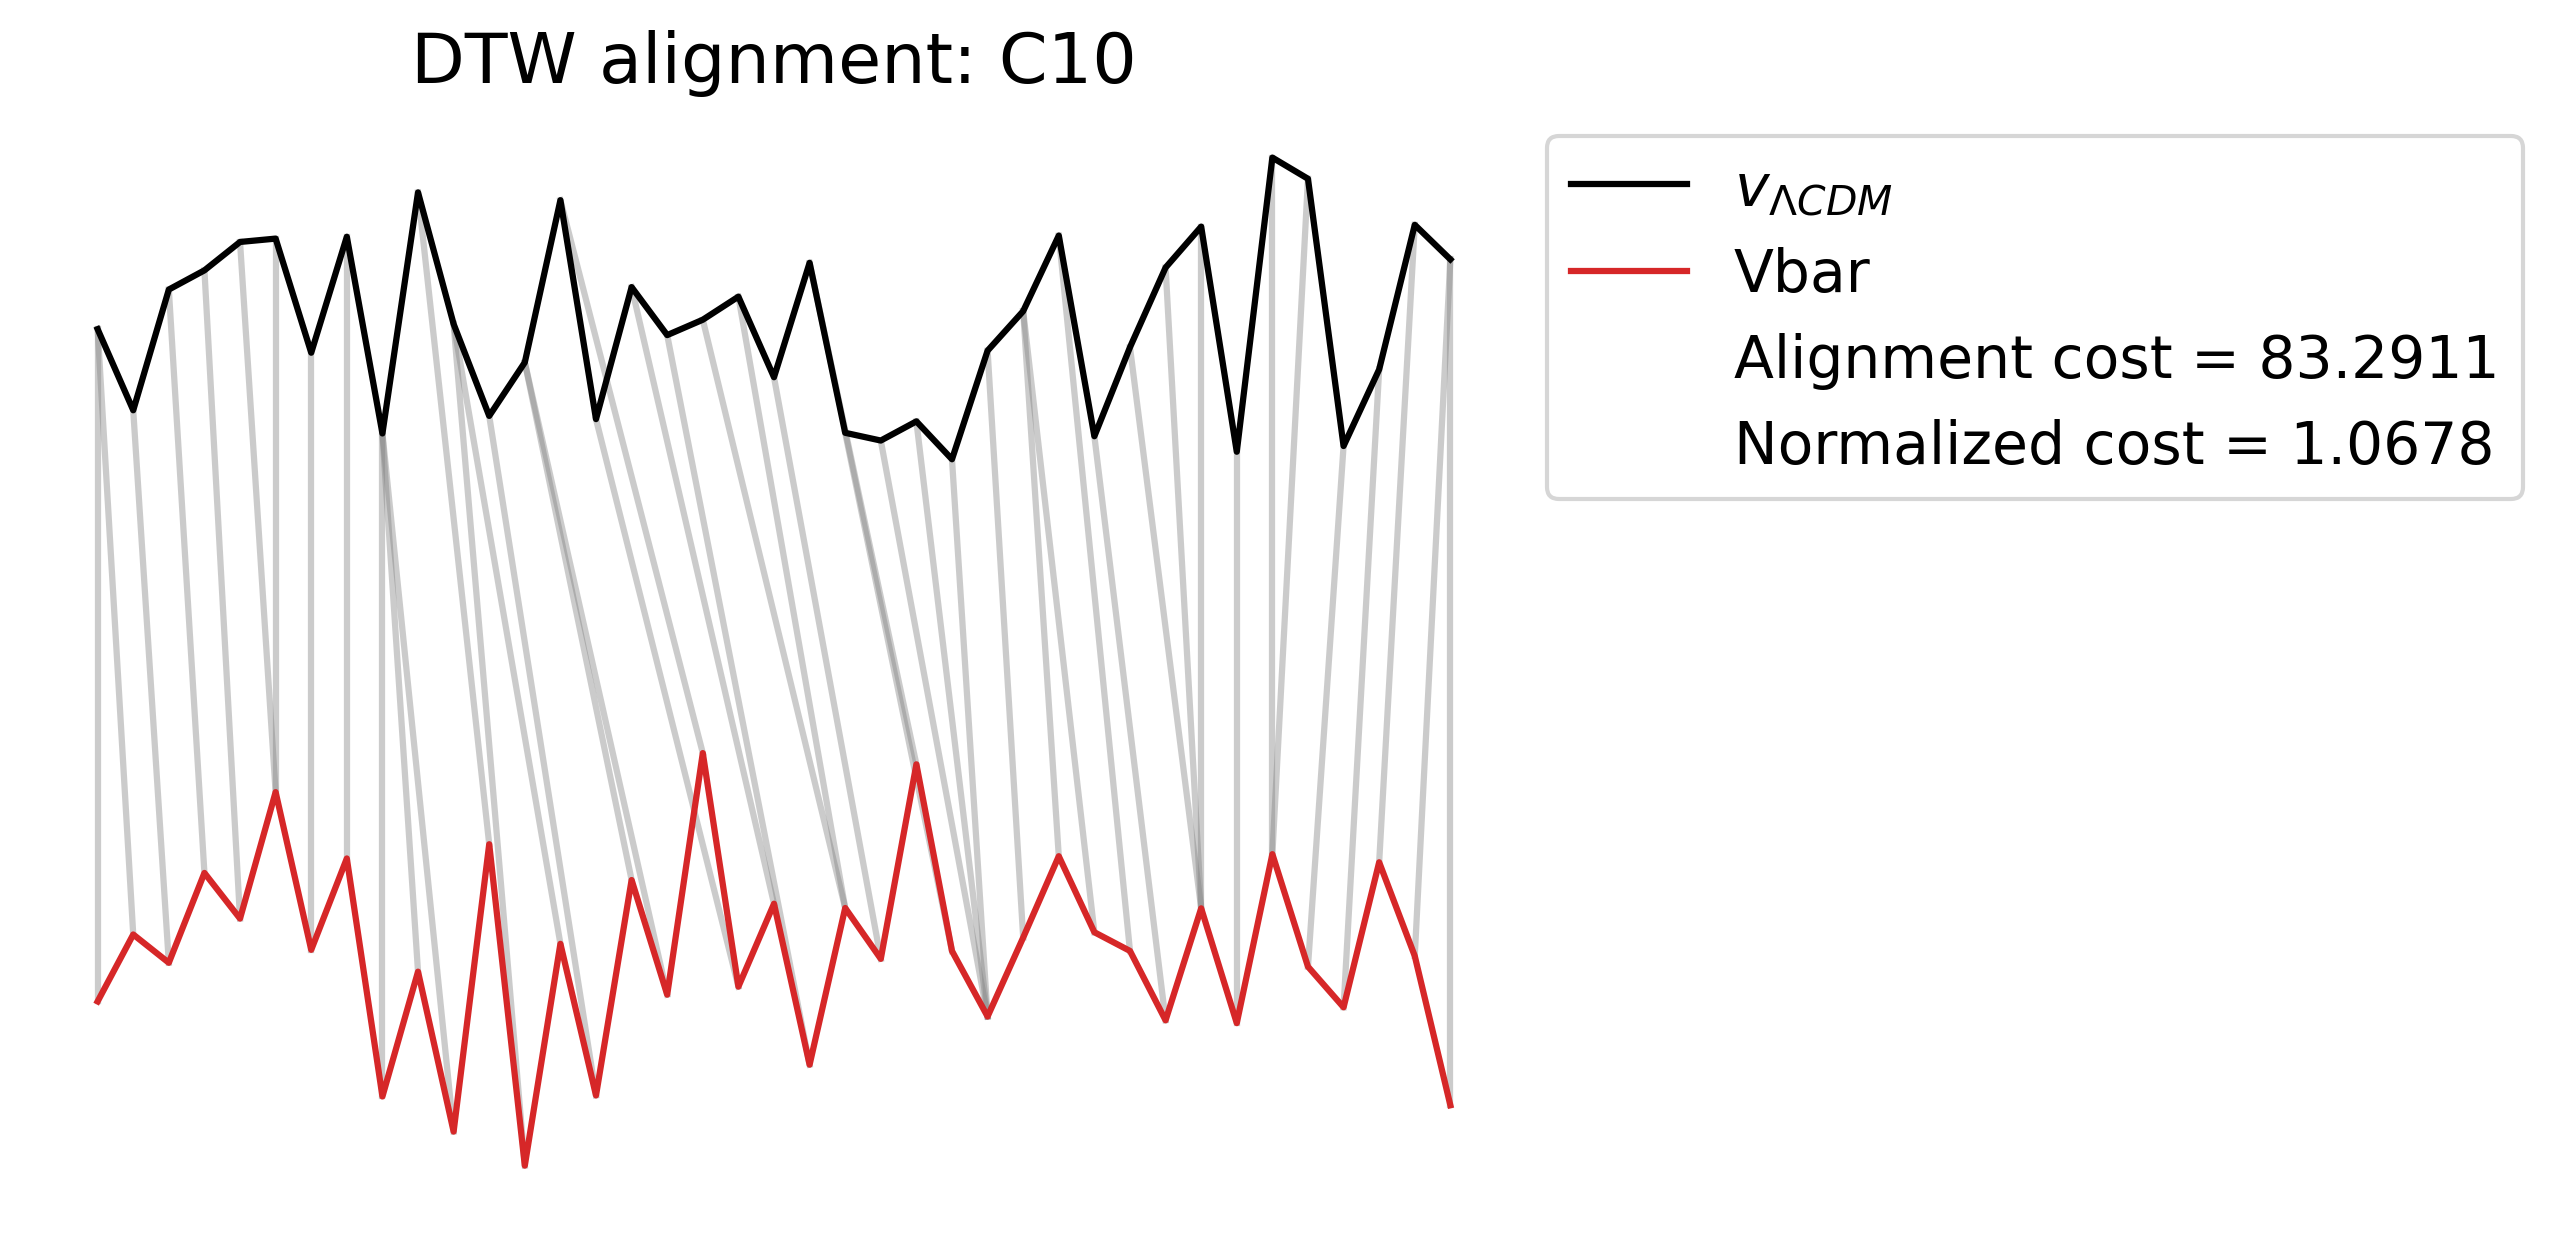 DTW alignment: C10
v_ΛCDM
Vbar
Alignment cost = 83.2911
Normalized cost = 1.0678